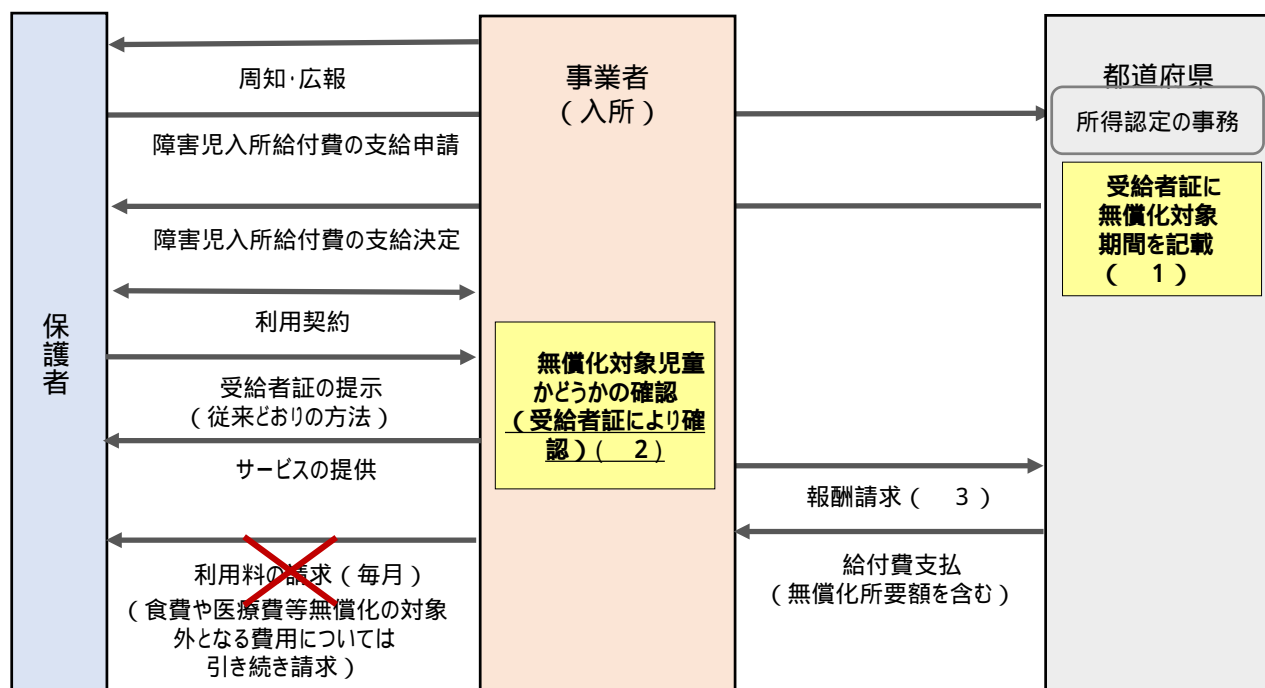 保護者
周知・広報
障害児入所給付費の支給申請
障害児入所給付費の支給決定
利用契約
受給者証の提示
（従来どおりの方法）
サービスの提供
利用料の請求（毎月）
（食費や医療費等無償化の対象
外となる費用については
引き続き請求）
事業者
（入所）
無償化対象児童
かどうかの確認
（受給者証により確
認）(　2)
報酬請求（　3）
給付費支払
（無償化所要額を含む）
都道府県
所得認定の事務
受給者証に
無償化対象
期間を記載
（　1）